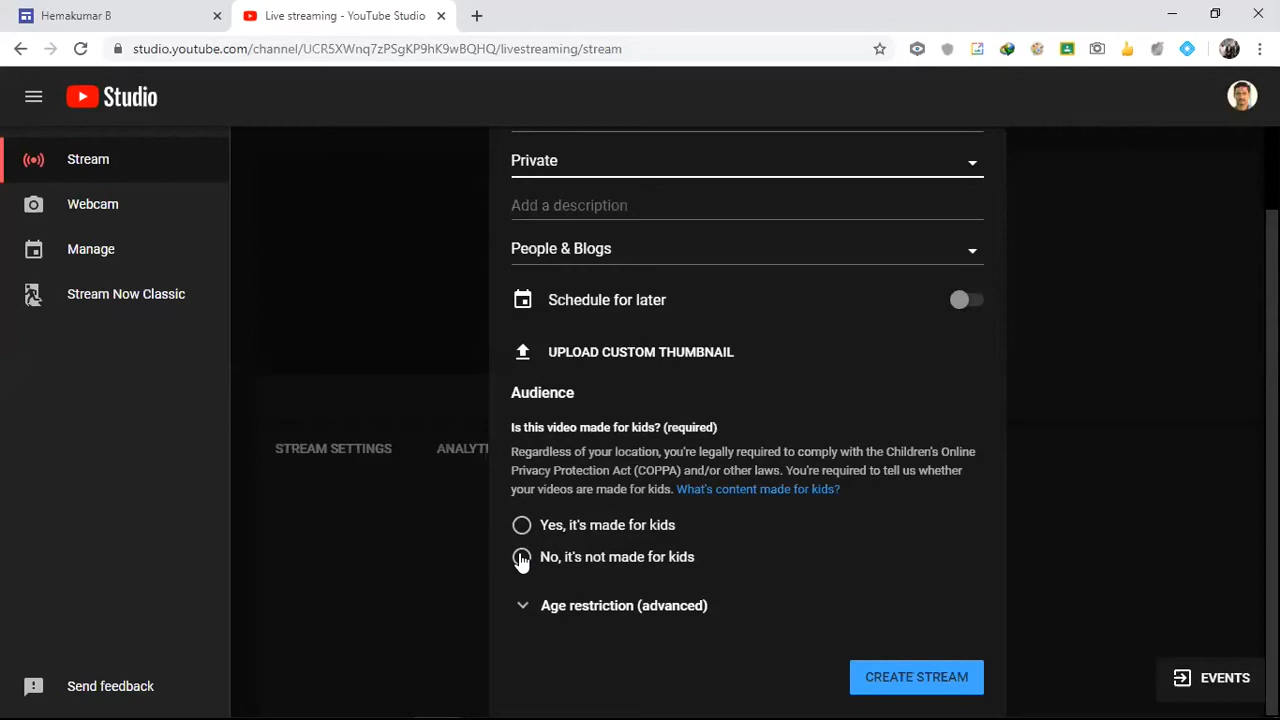 Hemakumar B
Live streaming - YouTube Studio
studio.youtube.com/channel/UCR5XWnq7zPSgKP9hK9wBQHQ/livestreaming/stream
Studio
Stream
Webcam
Manage
Stream Now Classic
Send feedback
STREAM SETTINGS
Private
Add a description
People & Blogs
Schedule for later
UPLOAD CUSTOM THUMBNAIL
Audience
Is this video made for kids? (required)
Regardless of your location, you're legally required to comply with the Children's Online
Privacy Protection Act (COPPA) and/or other laws. You're required to tell us whether
your videos are made for kids. What's content made for kids?
Yes, it's made for kids
No, it's not made for kids
Age restriction (advanced)
CREATE STREAM
EVENTS